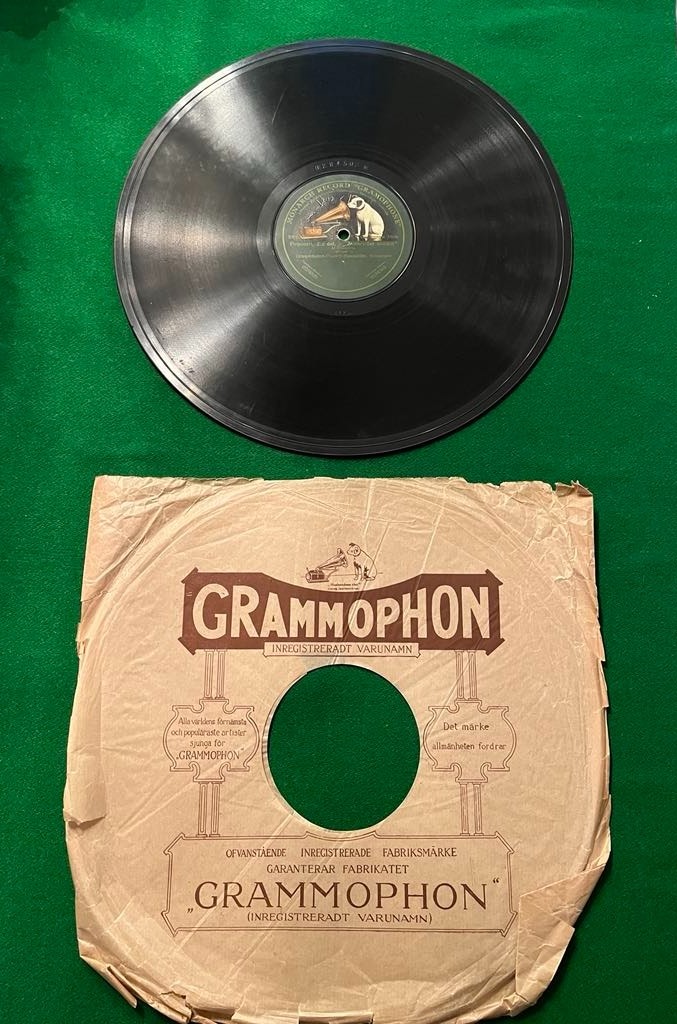 MONARCH RECORD "GRAMOPHONE"
GRAMMOPHON
INREGISTRERADT VARUNAMN
Alla världens förnämsta
och populäraste artister
sjunga för
„GRAMMOPHON"
Det märke
allmänheten fordrar
OFVANSTÅENDE INREGISTRERADE FABRIKSMÄRKE
GARANTERAR FABRIKATET
„GRAMMOPHON“
(INREGISTRERADT VARUNAMN)